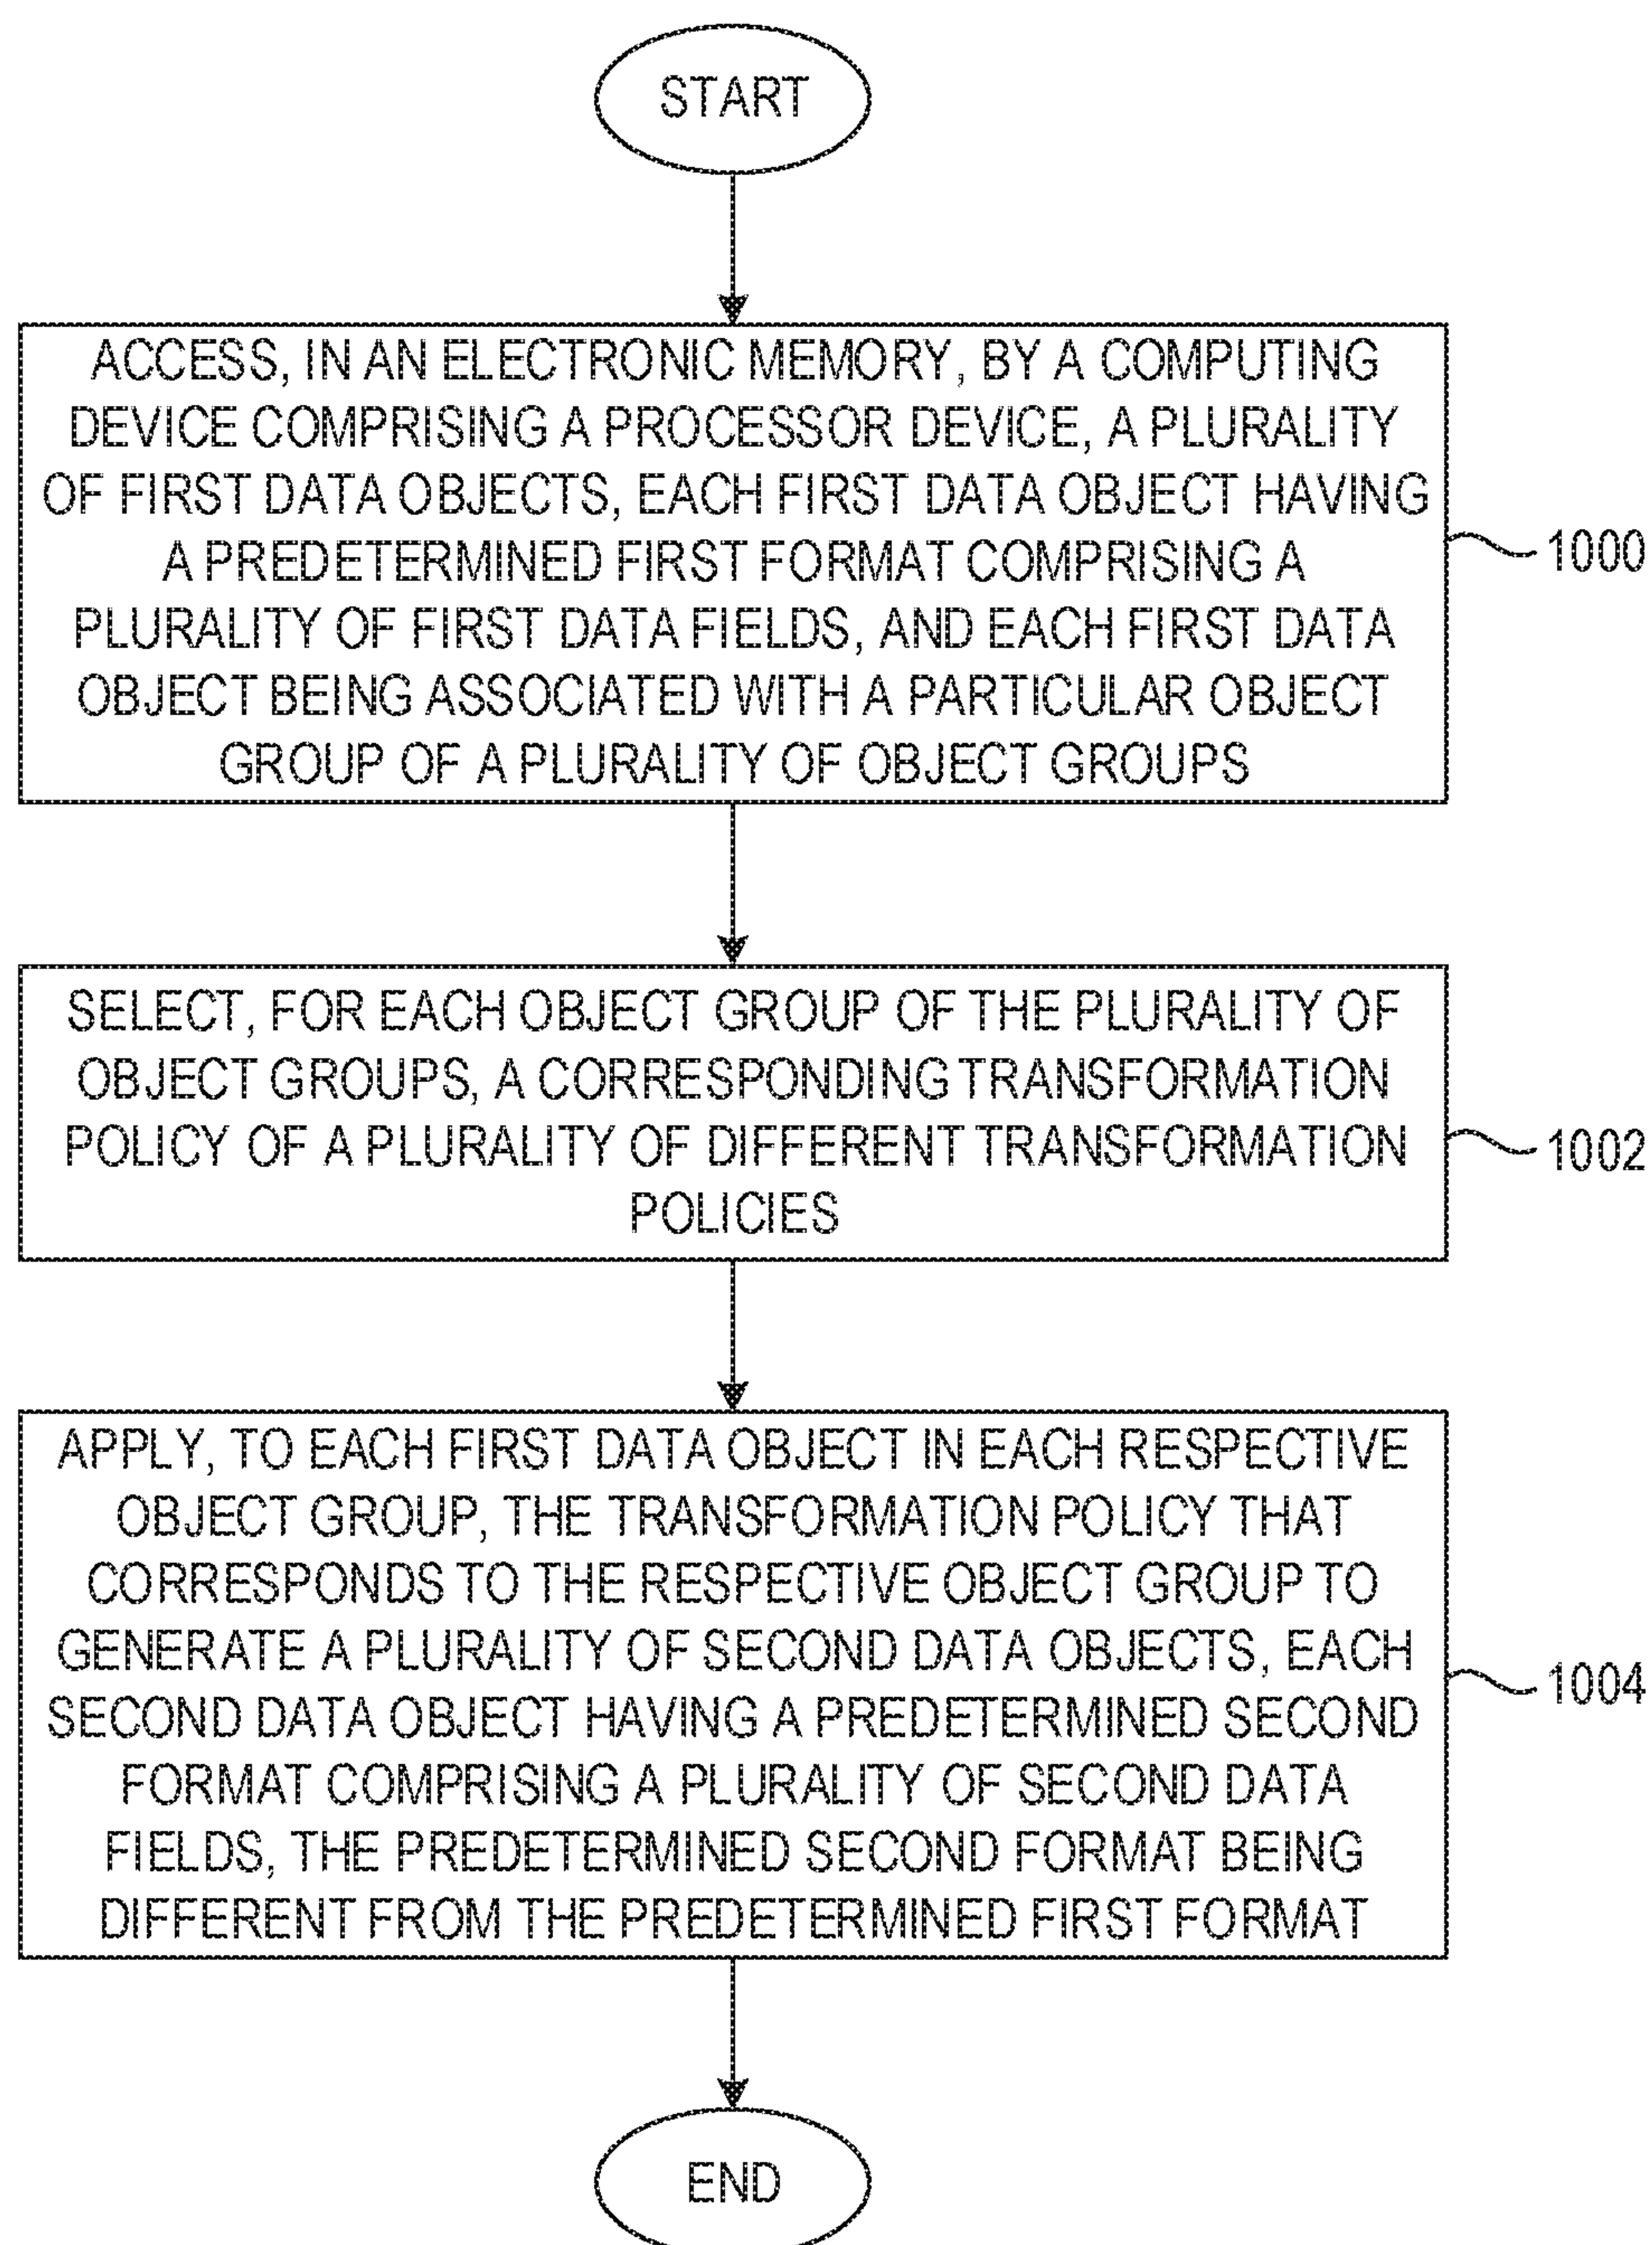 START
ACCESS, IN AN ELECTRONIC MEMORY, BY A COMPUTING
DEVICE COMPRISING A PROCESSOR DEVICE, A PLURALITY
OF FIRST DATA OBJECTS, EACH FIRST DATA OBJECT HAVING
A PREDETERMINED FIRST FORMAT COMPRISING A
PLURALITY OF FIRST DATA FIELDS, AND EACH FIRST DATA
OBJECT BEING ASSOCIATED WITH A PARTICULAR OBJECT
GROUP OF A PLURALITY OF OBJECT GROUPS
1000
SELECT, FOR EACH OBJECT GROUP OF THE PLURALITY OF
OBJECT GROUPS, A CORRESPONDING TRANSFORMATION
POLICY OF A PLURALITY OF DIFFERENT TRANSFORMATION
POLICIES
1002
APPLY, TO EACH FIRST DATA OBJECT IN EACH RESPECTIVE
OBJECT GROUP, THE TRANSFORMATION POLICY THAT
CORRESPONDS TO THE RESPECTIVE OBJECT GROUP TO
GENERATE A PLURALITY OF SECOND DATA OBJECTS, EACH
SECOND DATA OBJECT HAVING A PREDETERMINED SECOND
FORMAT COMPRISING A PLURALITY OF SECOND DATA
FIELDS, THE PREDETERMINED SECOND FORMAT BEING
DIFFERENT FROM THE PREDETERMINED FIRST FORMAT
1004
END